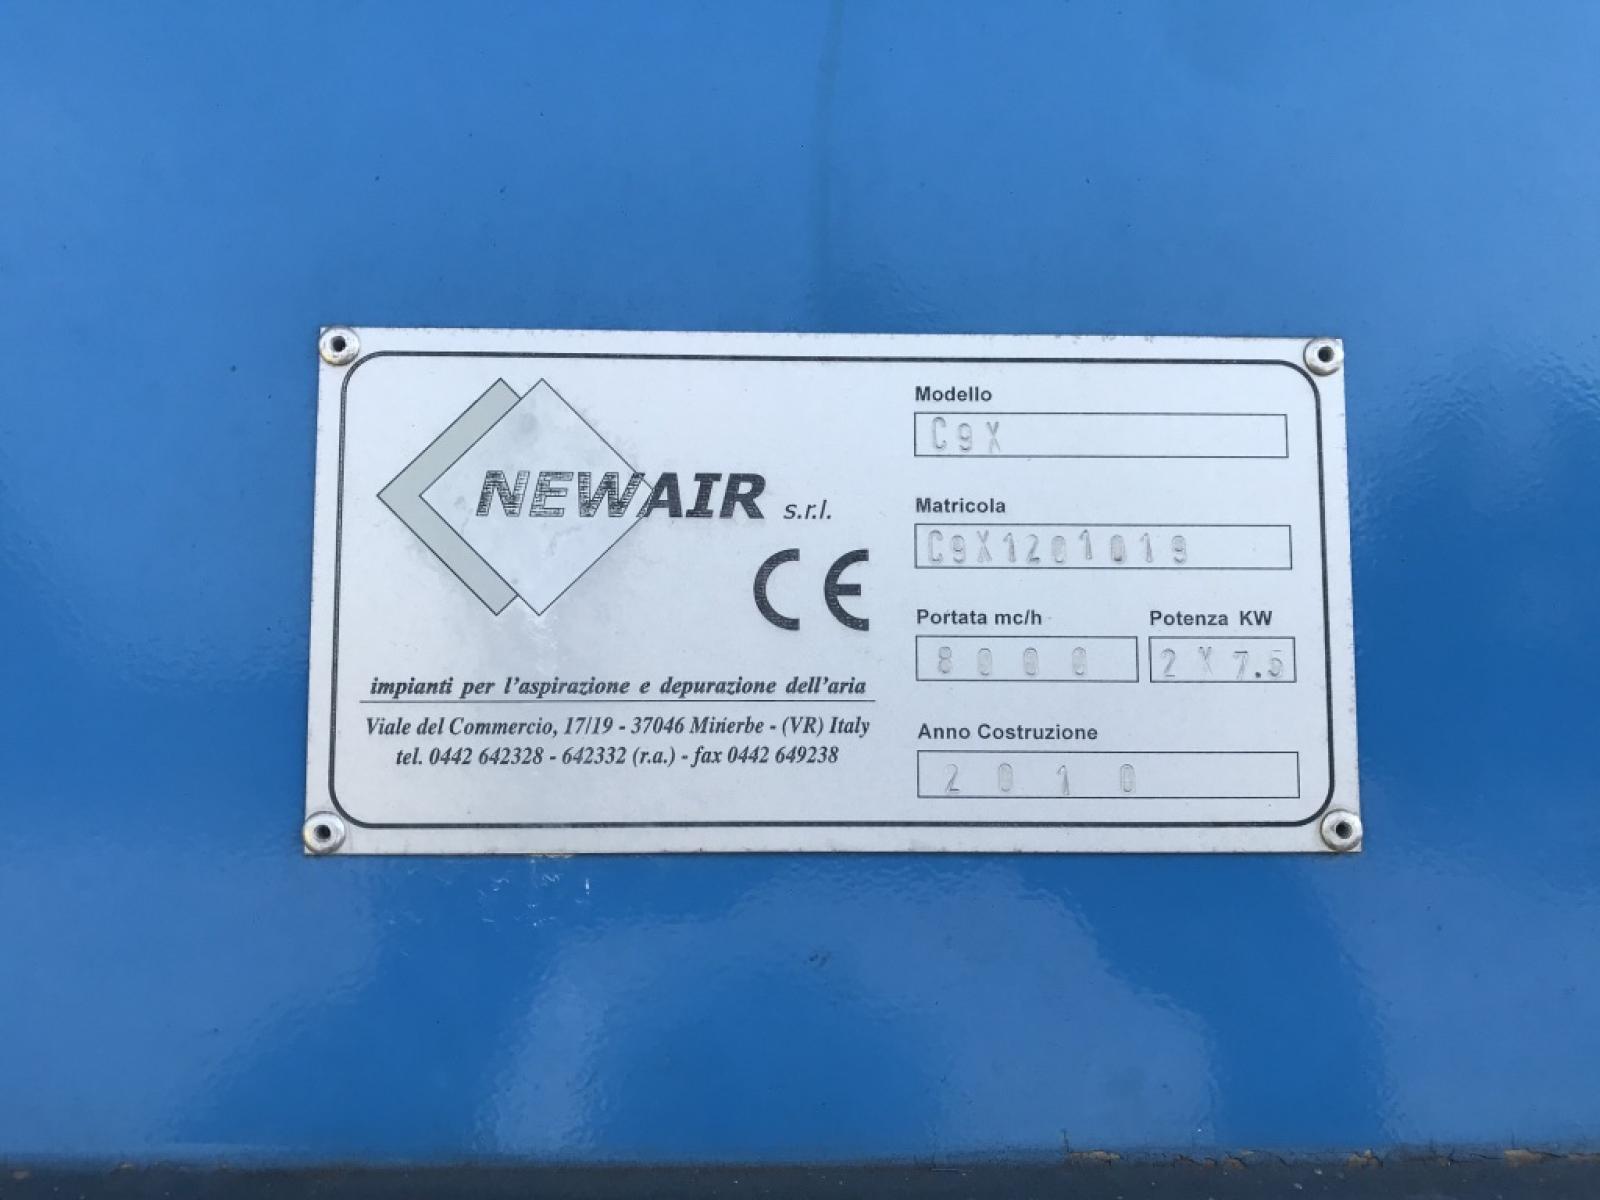 NEWAIR s.r.l.
CE
impianti per l'aspirazione e depurazione dell'aria
Viale del Commercio, 17/19 - 37046 Minerbe - (VR) Italy
tel. 0442 642328 - 642332 (r.a.) - fax 0442 649238
Modello
C9X
Matricola
C9X1201019
Portata mc/h Potenza KW
8000 2 X 7.5
Anno Costruzione
2010